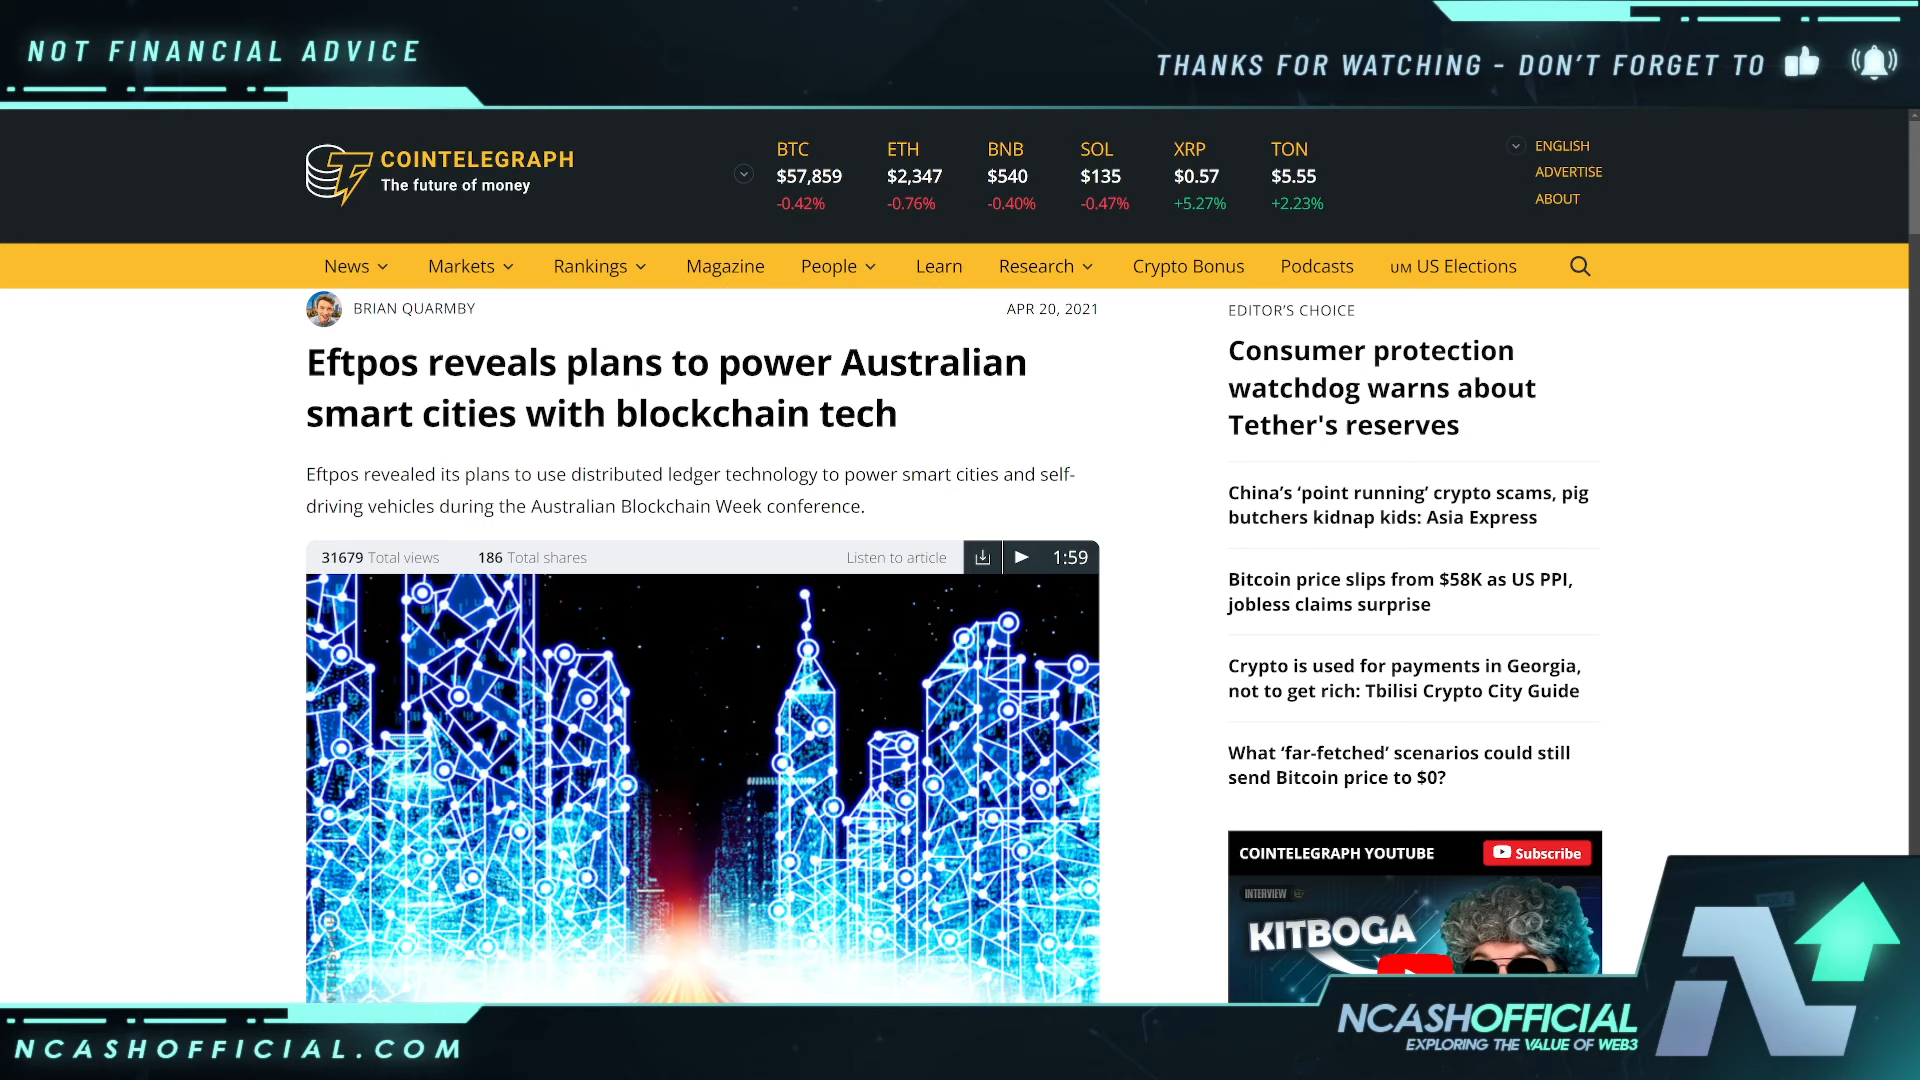 NOT FINANCIAL ADVICE
THANKS FOR WATCHING - DON'T FORGET TO
COINTELEGRAPH
The future of money
BTC
$57,859
-0.42%
ETH
$2,347
-0.76%
BNB
$540
-0.40%
SOL
$135
-0.47%
XRP
$0.57
+5.27%
TON
$5.55
+2.23%
ENGLISH
ADVERTISE
ABOUT
News Markets Rankings Magazine People Learn Research Crypto Bonus Podcasts UM US Elections
BRIAN QUARMBY
APR 20, 2021
Eftpos reveals plans to power Australian
smart cities with blockchain tech
Eftpos revealed its plans to use distributed ledger technology to power smart cities and self-
driving vehicles during the Australian Blockchain Week conference.
31679 Total views 186 Total shares Listen to article 1:59
EDITOR'S CHOICE
Consumer protection
watchdog warns about
Tether's reserves
China's ‘point running’ crypto scams, pig
butchers kidnap kids: Asia Express
Bitcoin price slips from $58K as US PPI,
jobless claims surprise
Crypto is used for payments in Georgia,
not to get rich: Tbilisi Crypto City Guide
What ‘far-fetched’ scenarios could still
send Bitcoin price to $0?
COINTELEGRAPH YOUTUBE
Subscribe
INTERVIEW
KITBOGA
NCASHOFFICIAL.COM
NCASHOFFICIAL
EXPLORING THE VALUE OF WEB3